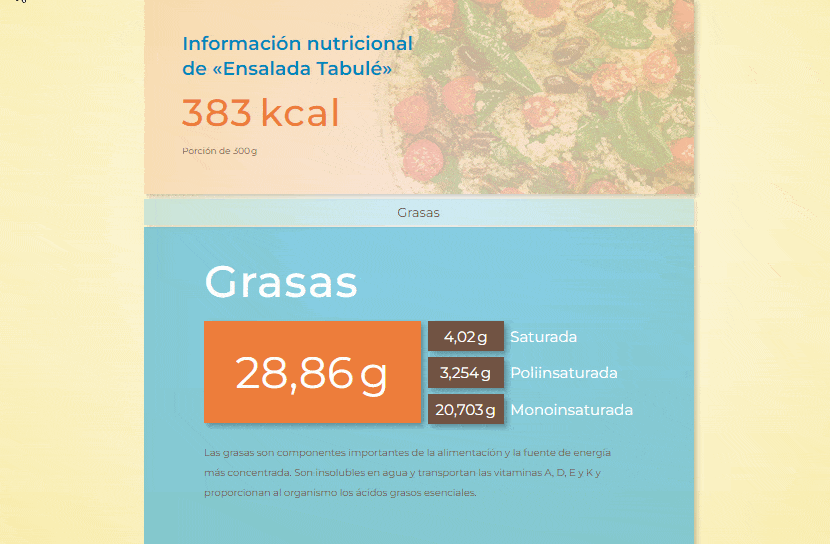 Información nutricional
de «Ensalada Tabulé»
383 kcal
Porción de 300 g
Grasas
Grasas
28,86 g
4,02 g Saturada
3,254 g Poliinsaturada
20,703 g Monoinsaturada
Las grasas son componentes importantes de la alimentación y la fuente de energía
más concentrada. Son insolubles en agua y transportan las vitaminas A, D, E y K y
proporcionan al organismo los ácidos grasos esenciales.